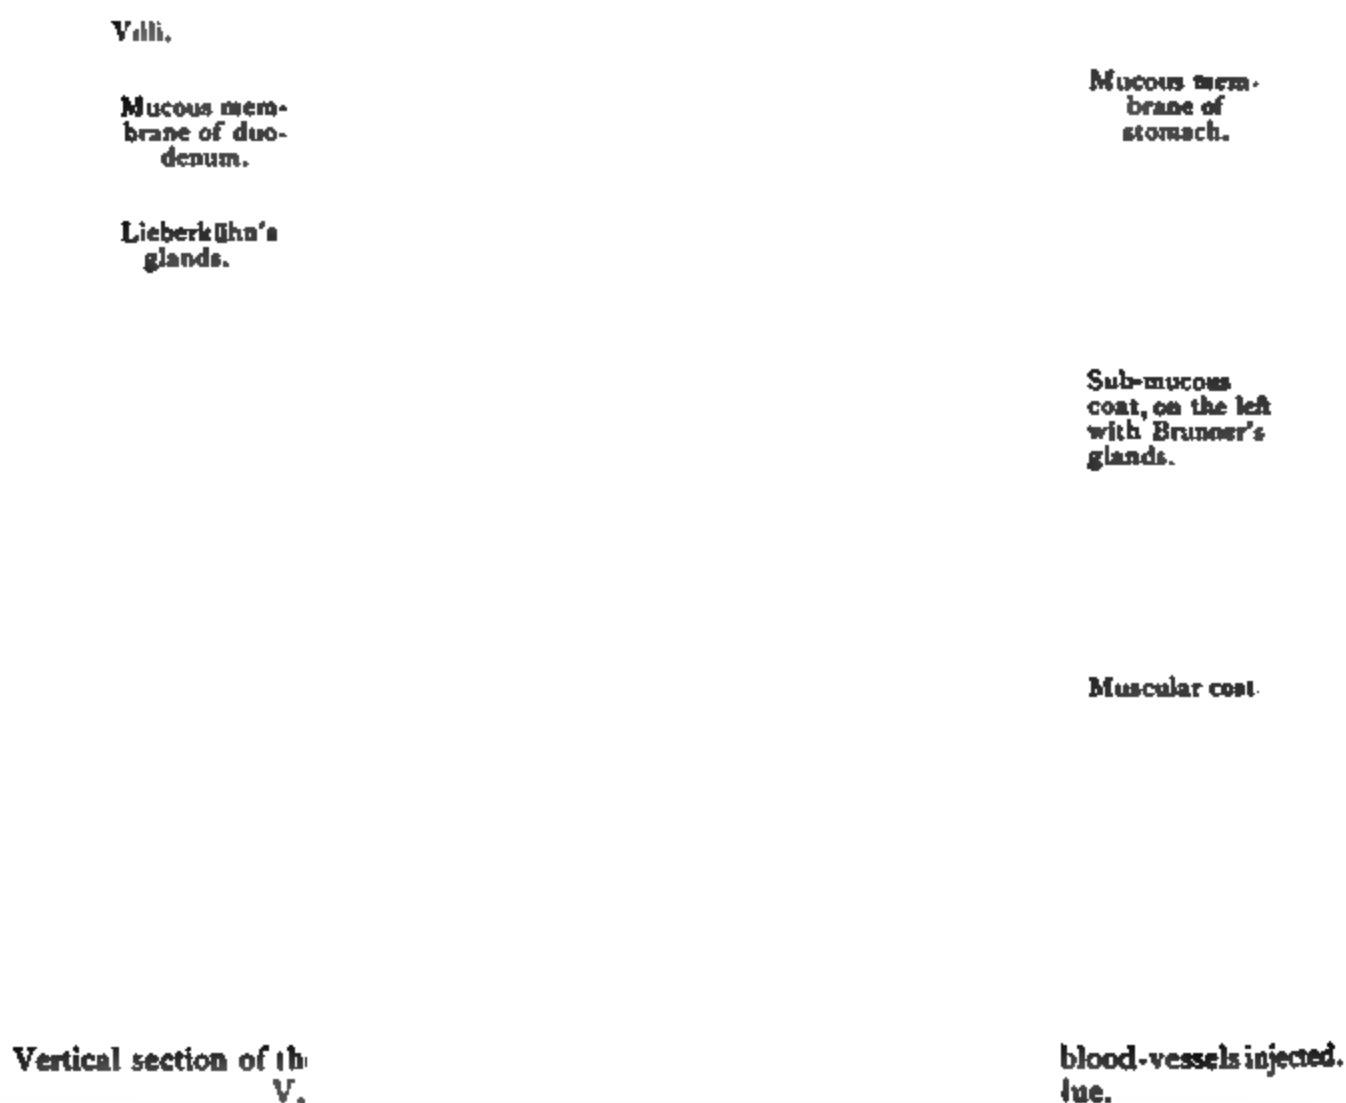 Villi.
Mucous mem-
brane of duo-
denum.
Lieberkühn's
glands.
Mucous mem-
brane of
stomach.
Sub-mucous
coat, on the left
with Brunner's
glands.
Muscular coat
Vertical section of th
blood-vessels injected.
V.